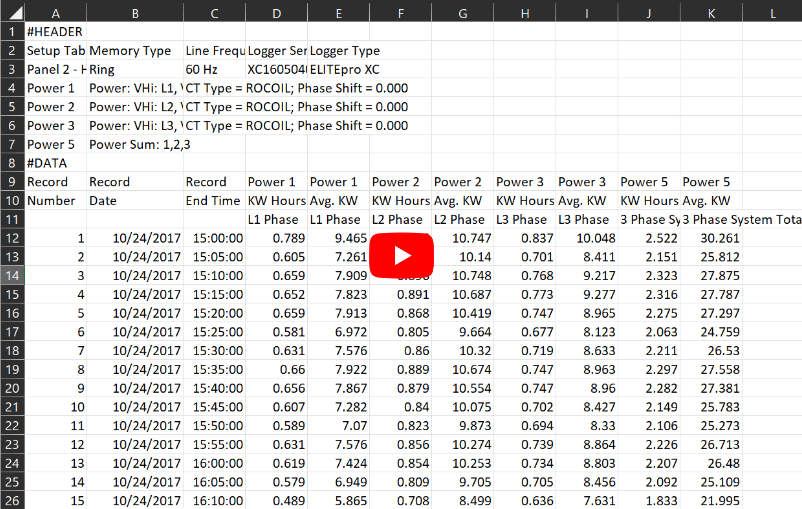 A B C D E F G H I J K L
1 #HEADER
2 Setup Tab Memory Type Line Frequ Logger Ser Logger Type
3 Panel 2 - H Ring 60 Hz XC1605040 ELITEpro XC
4 Power 1 Power: VHi: L1, CT Type = ROCOIL; Phase Shift = 0.000
5 Power 2 Power: VHi: L2, CT Type = ROCOIL; Phase Shift = 0.000
6 Power 3 Power: VHi: L3, CT Type = ROCOIL; Phase Shift = 0.000
7 Power 5 Power Sum: 1,2,3
8 #DATA
9 Record Record Record Power 1 Power 1 Power 2 Power 2 Power 3 Power 3 Power 5 Power 5
10 Number Date End Time KW Hours Avg. KW KW Hours Avg. KW KW Hours Avg. KW KW Hours Avg. KW
11 L1 Phase L1 Phase L2 Phase L2 Phase L3 Phase L3 Phase 3 Phase Sy 3 Phase System Tota
12 1 10/24/2017 15:00:00 0.789 9.465 10.747 0.837 10.048 2.522 30.261
13 2 10/24/2017 15:05:00 0.605 7.261 10.14 0.701 8.411 2.151 25.812
14 3 10/24/2017 15:10:00 0.659 7.909 10.748 0.768 9.217 2.323 27.875
15 4 10/24/2017 15:15:00 0.652 7.823 0.891 10.687 0.773 9.277 2.316 27.787
16 5 10/24/2017 15:20:00 0.659 7.913 0.868 10.419 0.747 8.965 2.275 27.297
17 6 10/24/2017 15:25:00 0.581 6.972 0.805 9.664 0.677 8.123 2.063 24.759
18 7 10/24/2017 15:30:00 0.631 7.576 0.86 10.32 0.719 8.633 2.211 26.53
19 8 10/24/2017 15:35:00 0.66 7.922 0.889 10.674 0.747 8.963 2.297 27.558
20 9 10/24/2017 15:40:00 0.656 7.867 0.879 10.554 0.747 8.96 2.282 27.381
21 10 10/24/2017 15:45:00 0.607 7.282 0.84 10.075 0.702 8.427 2.149 25.783
22 11 10/24/2017 15:50:00 0.589 7.07 0.823 9.873 0.694 8.33 2.106 25.273
23 12 10/24/2017 15:55:00 0.631 7.576 0.856 10.274 0.739 8.864 2.226 26.713
24 13 10/24/2017 16:00:00 0.619 7.424 0.854 10.253 0.734 8.803 2.207 26.48
25 14 10/24/2017 16:05:00 0.579 6.949 0.809 9.705 0.705 8.456 2.092 25.109
26 15 10/24/2017 16:10:00 0.489 5.865 0.708 8.499 0.636 7.631 1.833 21.995